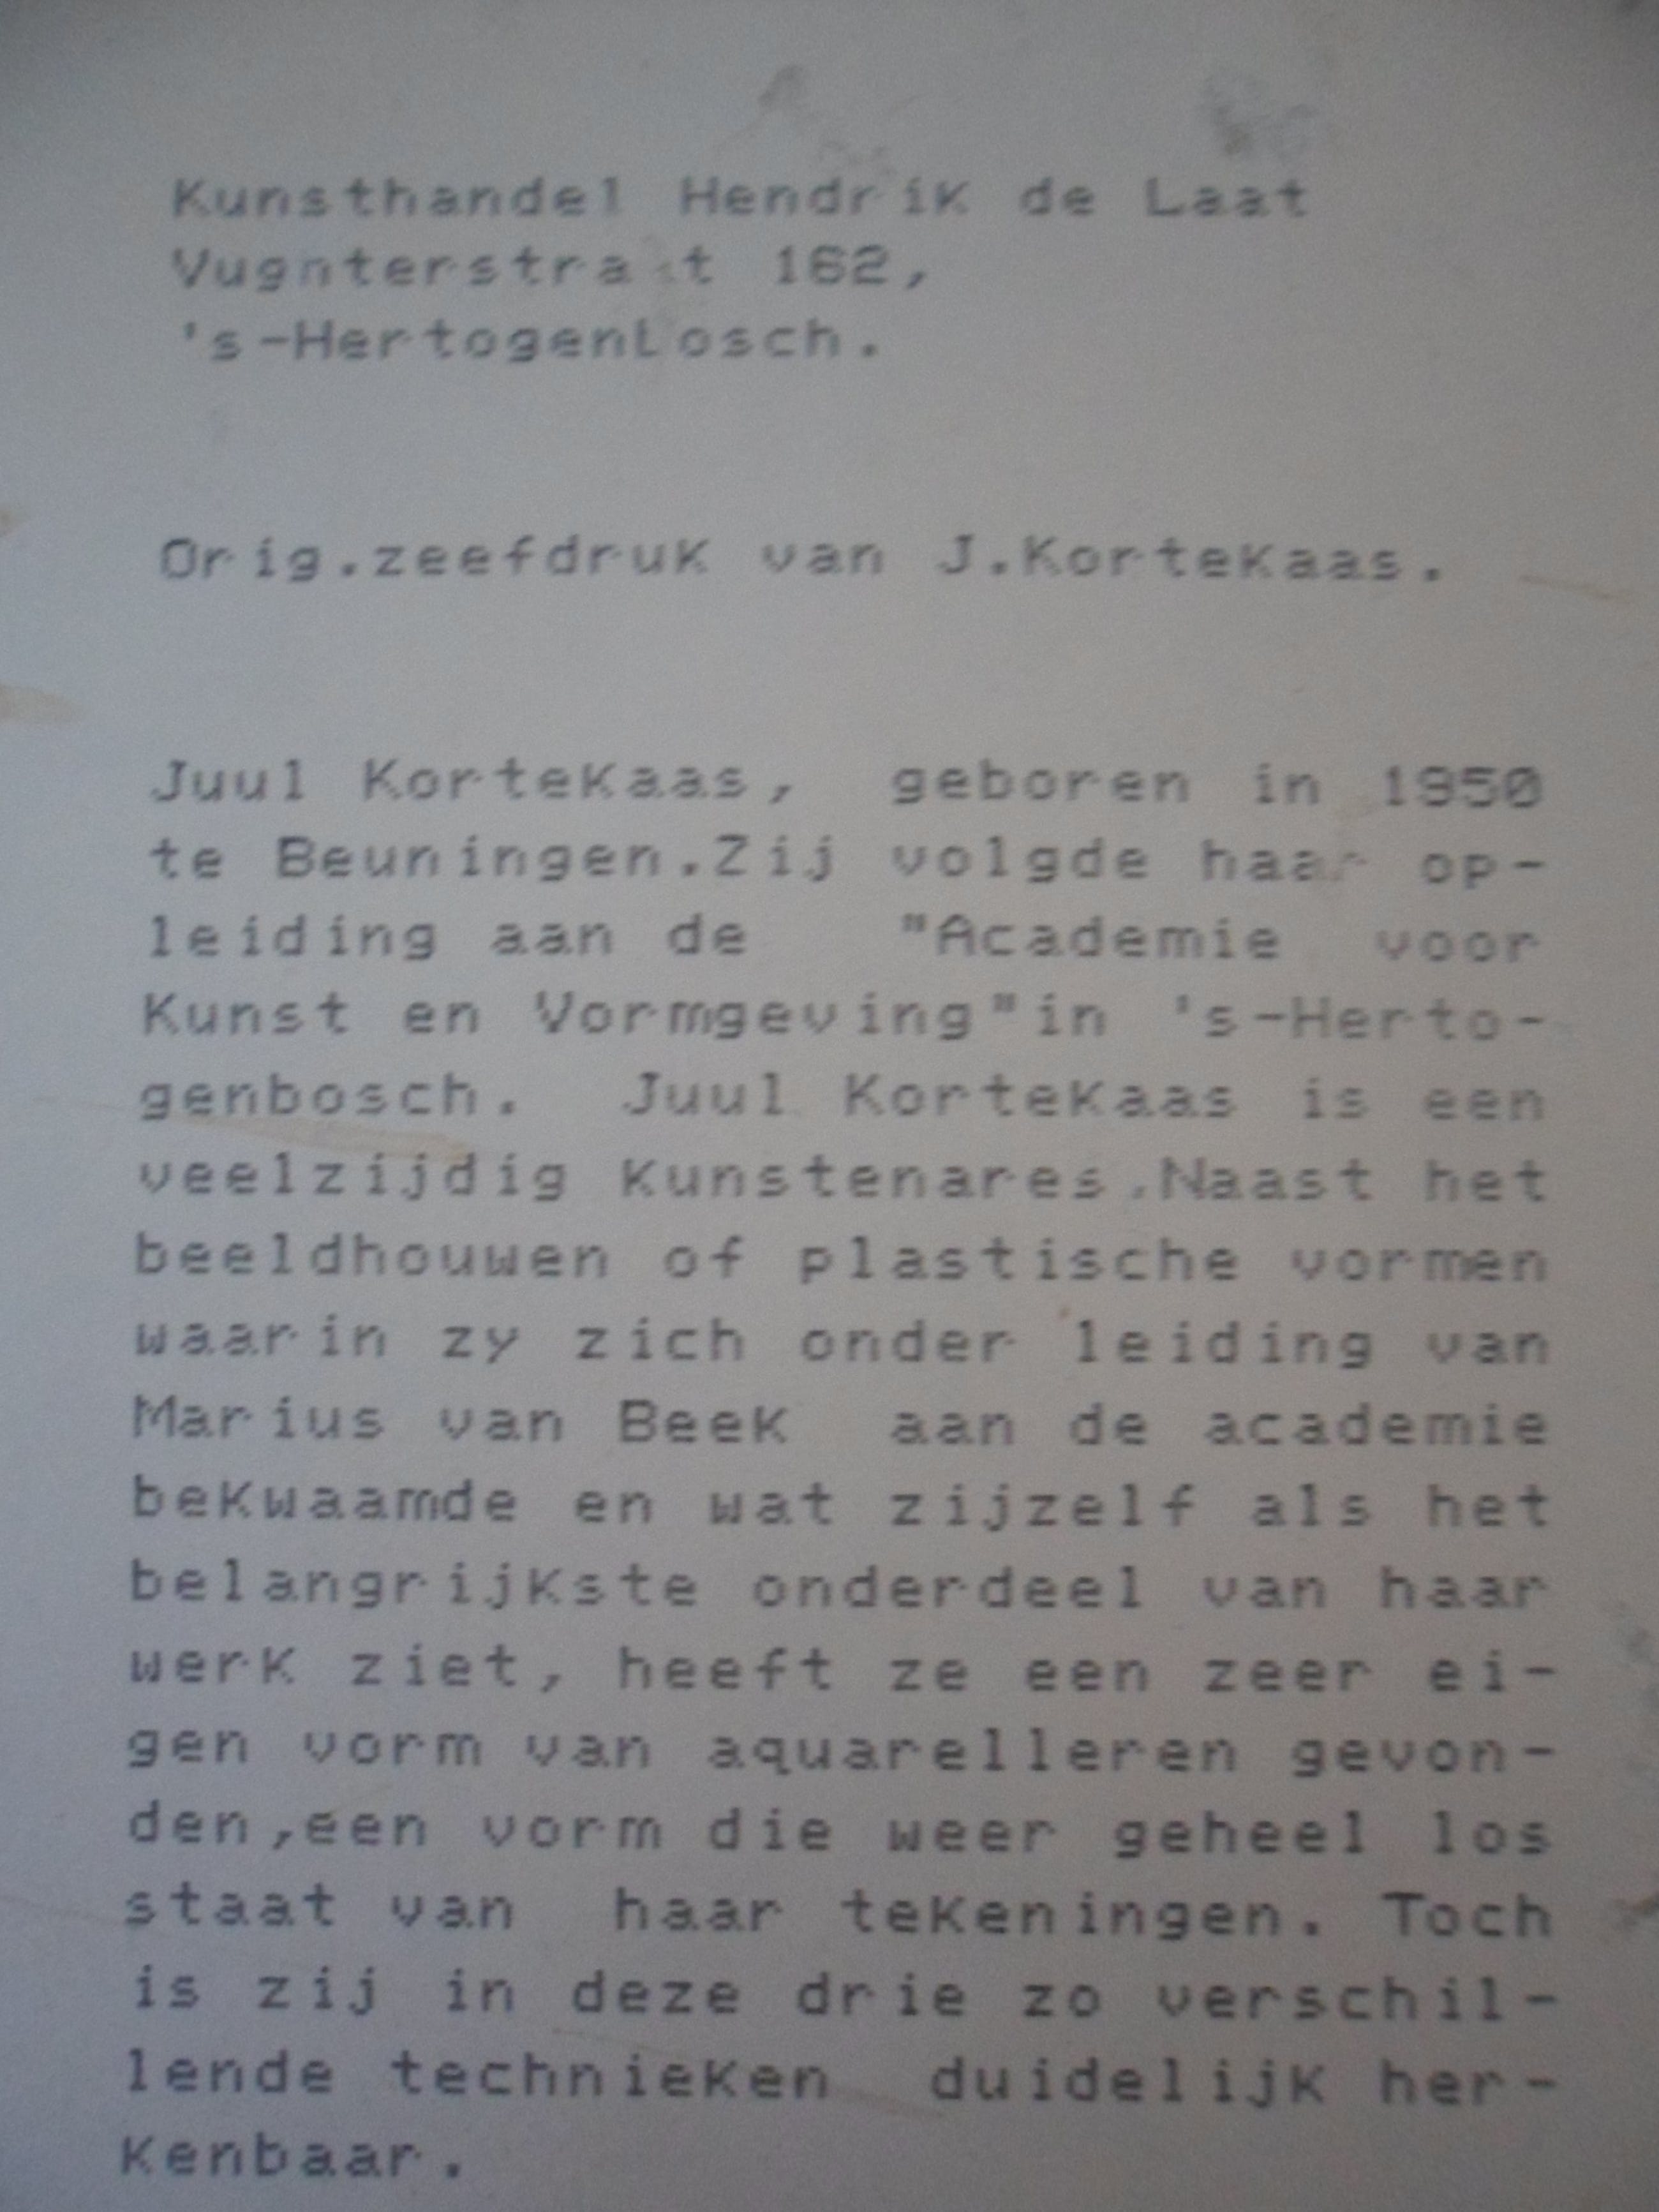 Kunsthandel Hendrik de Laat
Vughterstraat 162,
's-Hertogenbosch.
Orig.zeefdruk van J.Kortekaas.
Juul Kortekaas, geboren in 1950
te Beuningen.Zij volgde haar op-
leiding aan de "Academie voor
Kunst en Vormgeving"in 's-Herto-
genbosch. Juul Kortekaas is een
veelzijdig kunstenares.Naast het
beeldhouwen of plastische vormen
waarin zy zich onder leiding van
Marius van Beek aan de academie
bekwaamde en wat zijzelf als het
belangrijkste onderdeel van haar
werk ziet, heeft ze een zeer ei-
gen vorm van aquarelleren gevon-
den,een vorm die weer geheel los
staat van haar tekeningen. Toch
is zij in deze drie zo verschil-
lende technieken duidelijk her-
kenbaar.